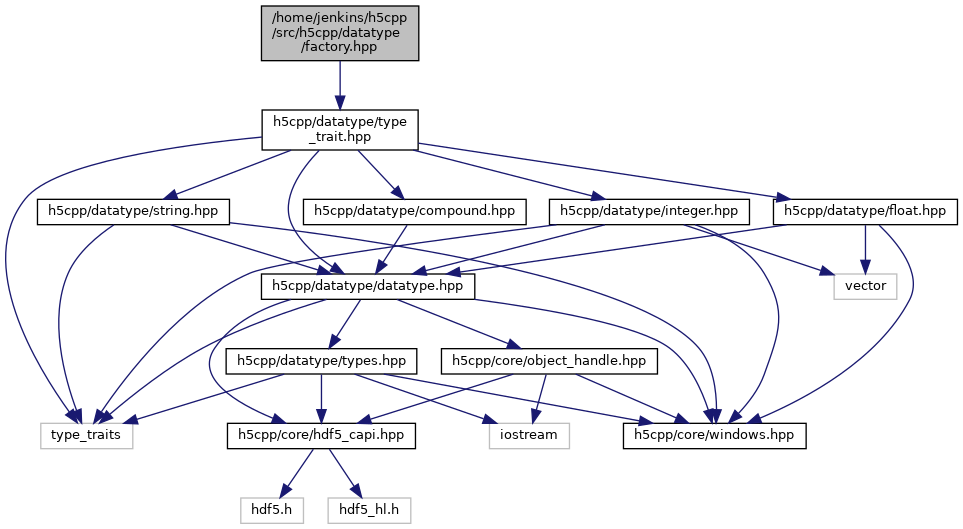 /home/jenkins/h5cpp
/src/h5cpp/datatype
/factory.hpp
h5cpp/datatype/type
_trait.hpp
h5cpp/datatype/string.hpp
h5cpp/datatype/compound.hpp
h5cpp/datatype/integer.hpp
h5cpp/datatype/float.hpp
h5cpp/datatype/datatype.hpp
vector
h5cpp/datatype/types.hpp
h5cpp/core/object_handle.hpp
type_traits
h5cpp/core/hdf5_capi.hpp
iostream
h5cpp/core/windows.hpp
hdf5.h
hdf5_hl.h